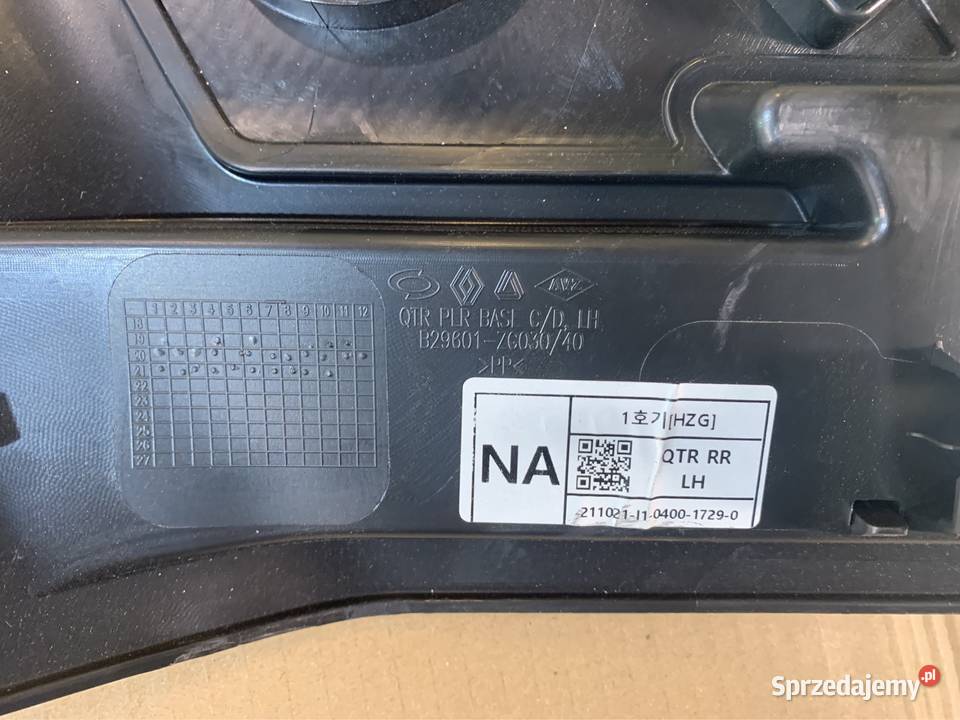 1 2 3 4 5 6 7 8 9 10 11 12
18
19
20
21
22
23
24
25
26
27
QTR PLR BASE C/D, LH
B29601-ZG030/40
>PP<
NA
1호기[HZG]
QTR RR
LH
-211021-I1-0400-1729-0
Sprzedajemy.pl